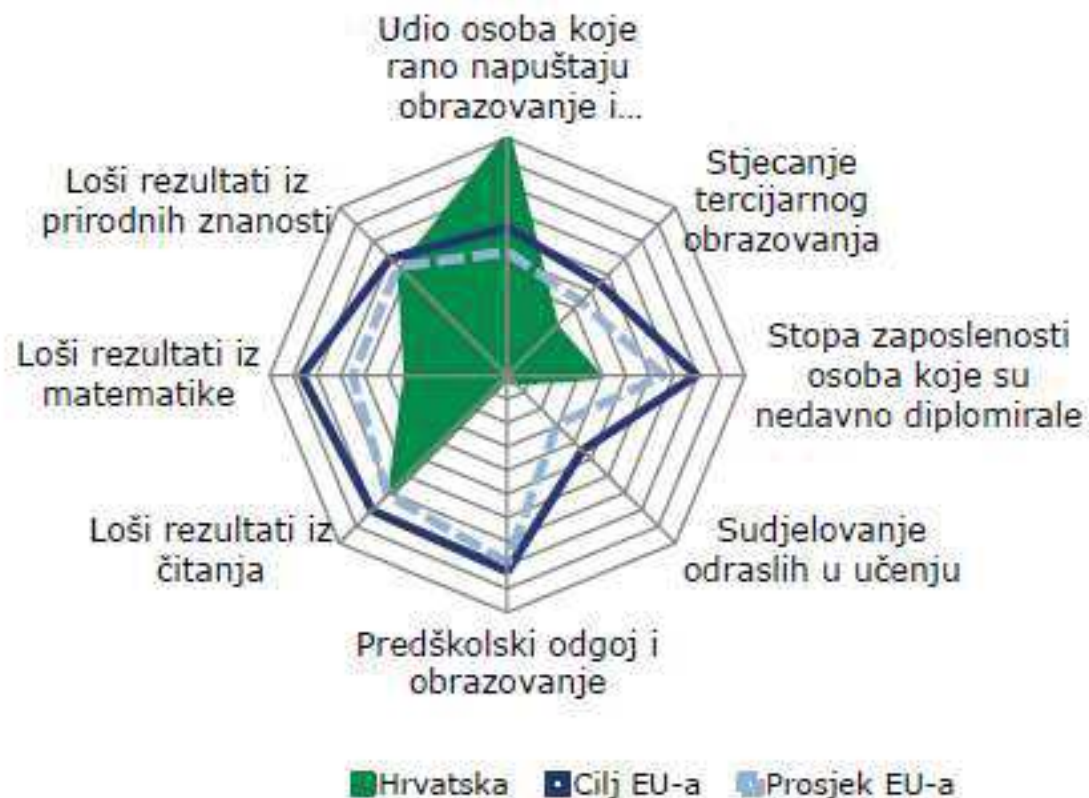 Udio osoba koje
rano napuštaju
obrazovanje i...
Stjecanje
tercijarnog
obrazovanja
Stopa zaposlenosti
osoba koje su
nedavno diplomirale
Sudjelovanje
odraslih u učenju
Predškolski odgoj i
obrazovanje
Loši rezultati iz
čitanja
Loši rezultati iz
matematike
Loši rezultati iz
prirodnih znanosti
Hrvatska Cilj EU-a Prosjek EU-a